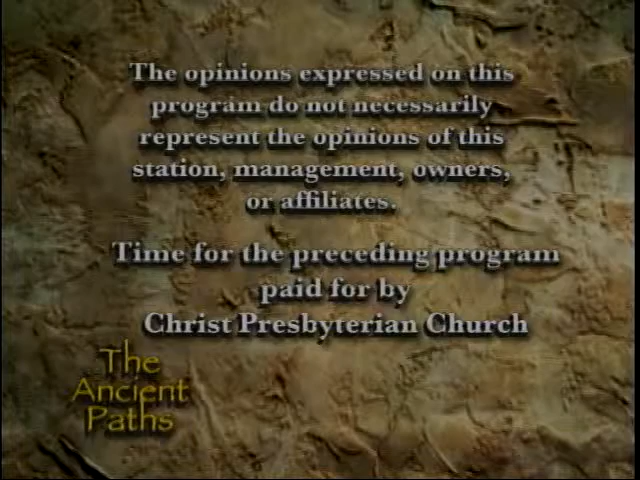 The opinions expressed on this
program do not necessarily
represent the opinions of this
station, management, owners,
or affiliates.
Time for the preceding program
paid for by
Christ Presbyterian Church
The
Ancient
Paths